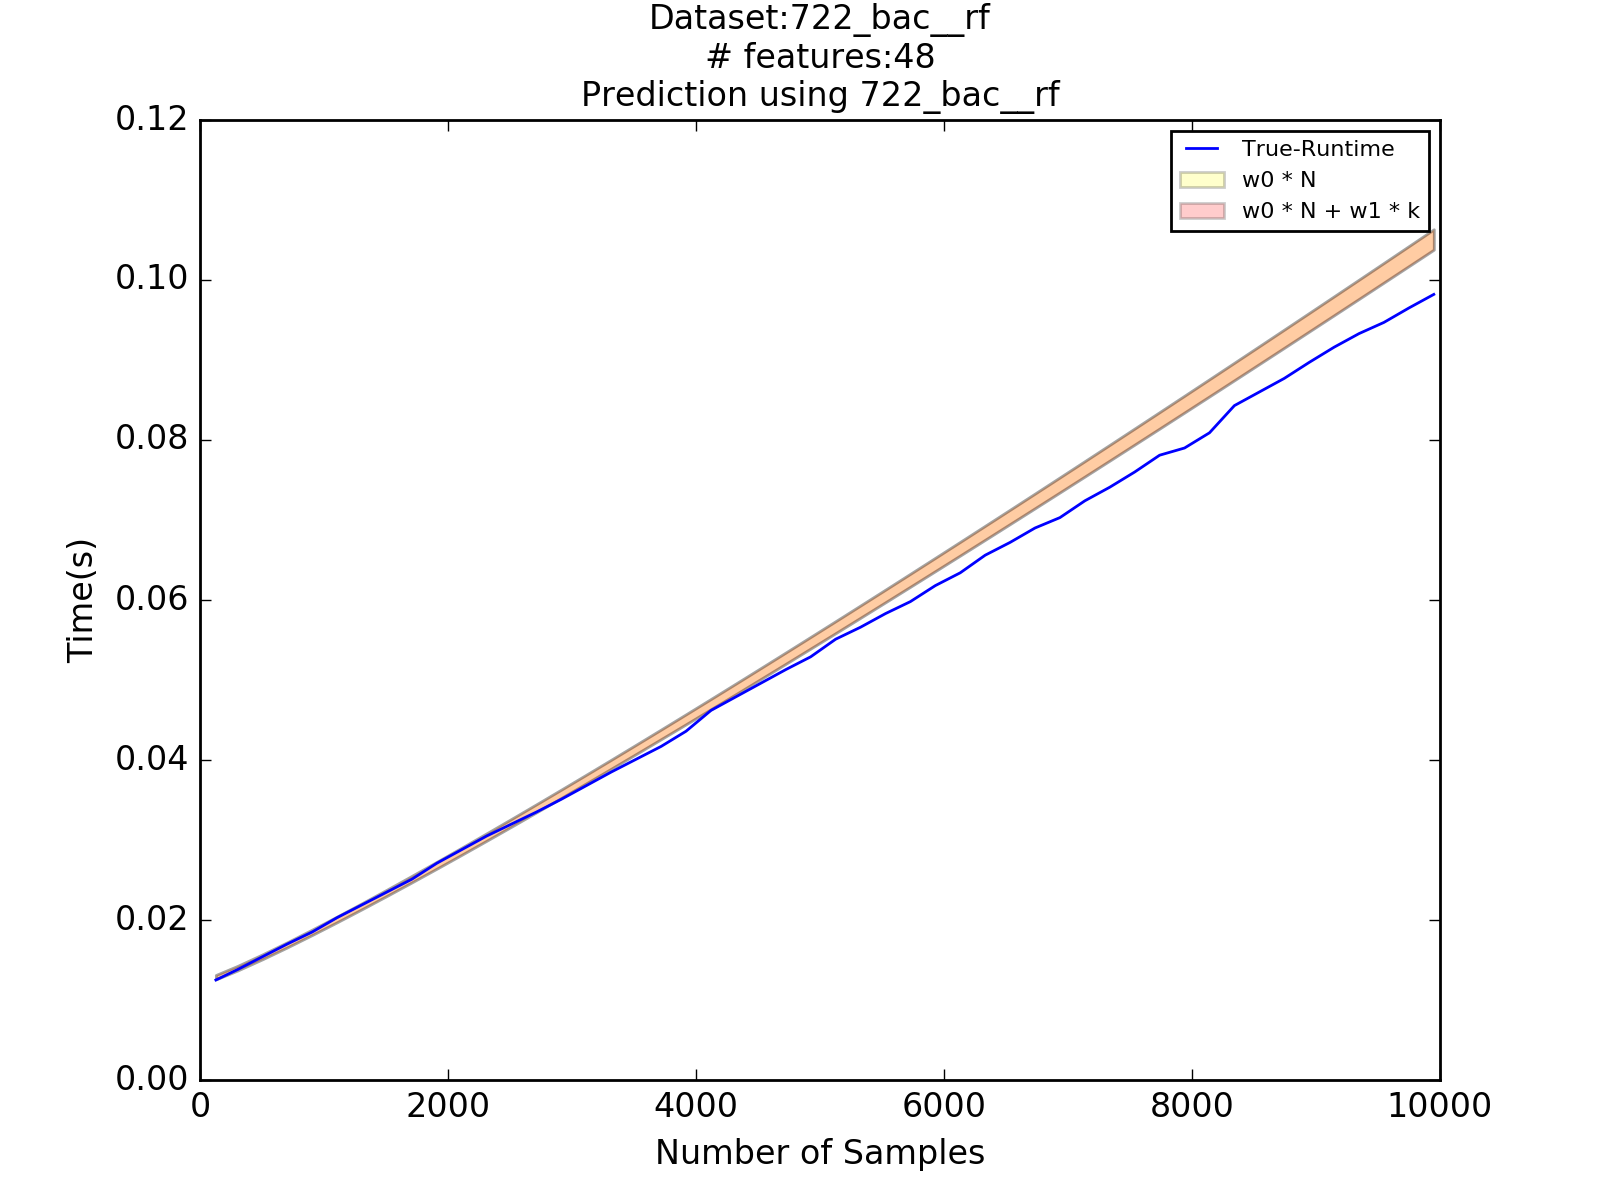 Dataset:722_bac__rf
# features:48
Prediction using 722_bac__rf
0.12
0.10
0.08
0.06
0.04
0.02
0.00
Time(s)
True-Runtime
w0 * N
w0 * N + w1 * k
0 2000 4000 6000 8000 10000
Number of Samples